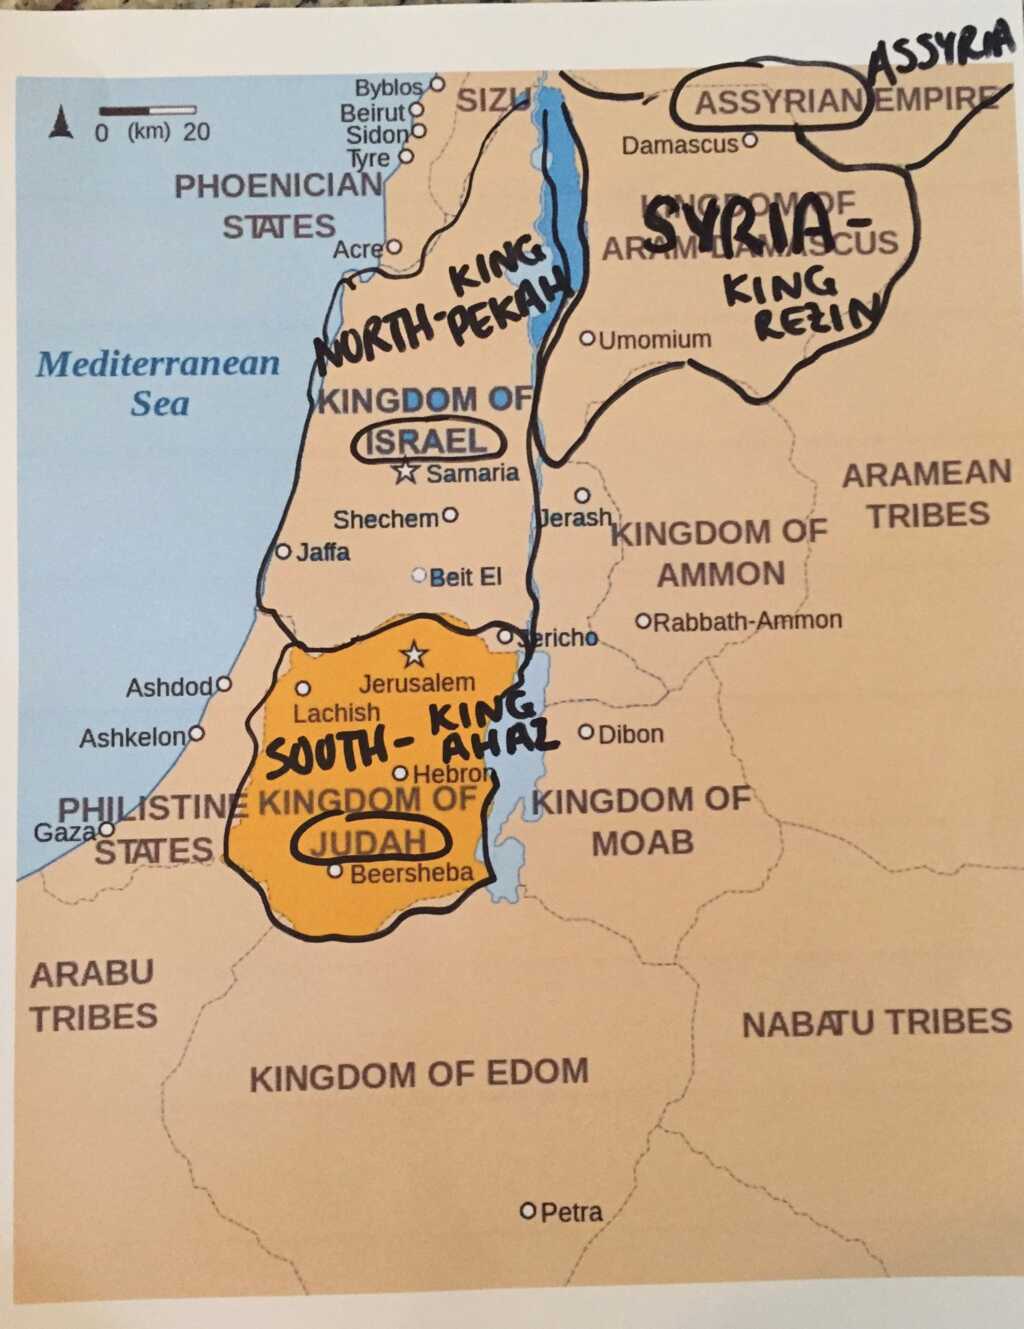 ASSYRIA
Byblos
SIZU
ASSYRIAN EMPIRE
Beirut
0 (km) 20
Sidon
Damascus
Tyre
PHOENICIAN
STATES
KINGDOM OF
SYRIA-
ARAM-DAMASCUS
Acre
KING
REZIN
KING
NORTH-PEKAH
Umomium
Mediterranean
Sea
KINGDOM OF
ISRAEL
Samaria
ARAMEAN
TRIBES
Shechem
Jerash
KINGDOM OF
AMMON
Jaffa
Beit El
Rabbath-Ammon
Jericho
Jerusalem
Ashdod
Lachish
KING
SOUTH-AHAZ
Ashkelon
Dibon
Hebron
PHILISTINE
STATES
KINGDOM OF
JUDAH
KINGDOM OF
MOAB
Gaza
Beersheba
ARABU
TRIBES
NABATU TRIBES
KINGDOM OF EDOM
Petra